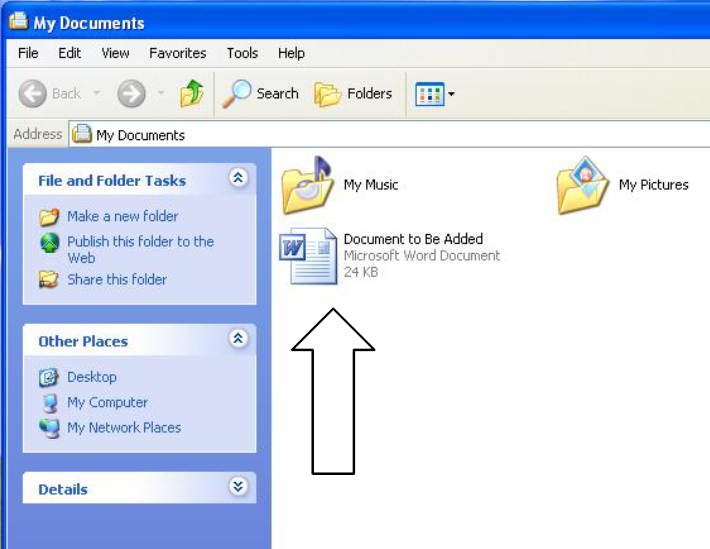 My Documents
File Edit View Favorites Tools Help
Back Search Folders
Address My Documents
File and Folder Tasks
Make a new folder
Publish this folder to the
Web
Share this folder
Other Places
Desktop
My Computer
My Network Places
Details
My Music
My Pictures
Document to Be Added
Microsoft Word Document
24 KB